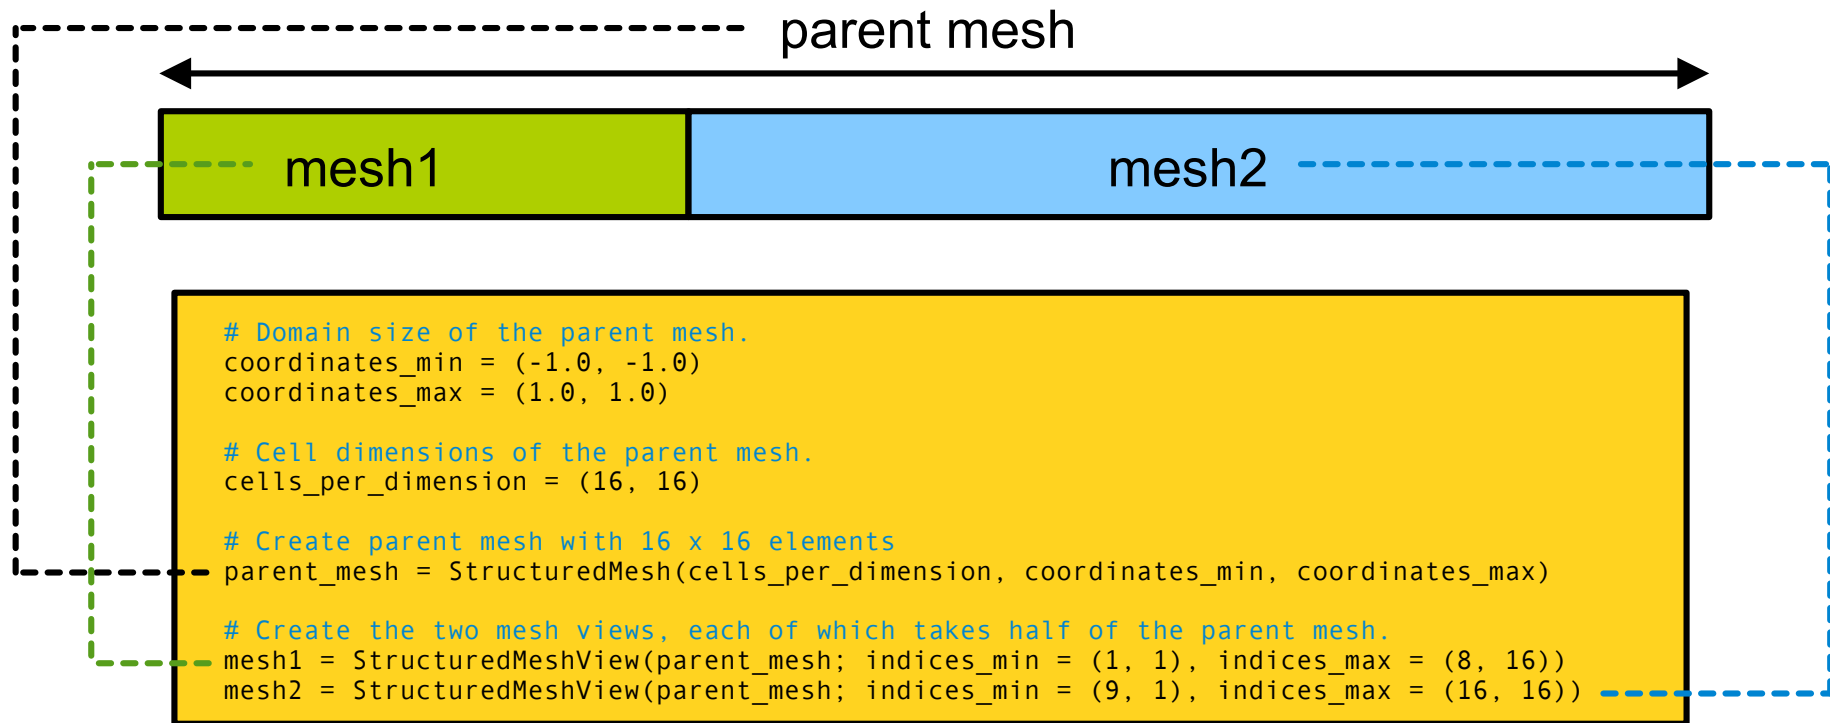 parent mesh
mesh1
mesh2
# Domain size of the parent mesh.
coordinates_min = (-1.0, -1.0)
coordinates_max = (1.0, 1.0)
# Cell dimensions of the parent mesh.
cells_per_dimension = (16, 16)
# Create parent mesh with 16 x 16 elements
parent_mesh = StructuredMesh(cells_per_dimension, coordinates_min, coordinates_max)
# Create the two mesh views, each of which takes half of the parent mesh.
mesh1 = StructuredMeshView(parent_mesh; indices_min = (1, 1), indices_max = (8, 16))
mesh2 = StructuredMeshView(parent_mesh; indices_min = (9, 1), indices_max = (16, 16))